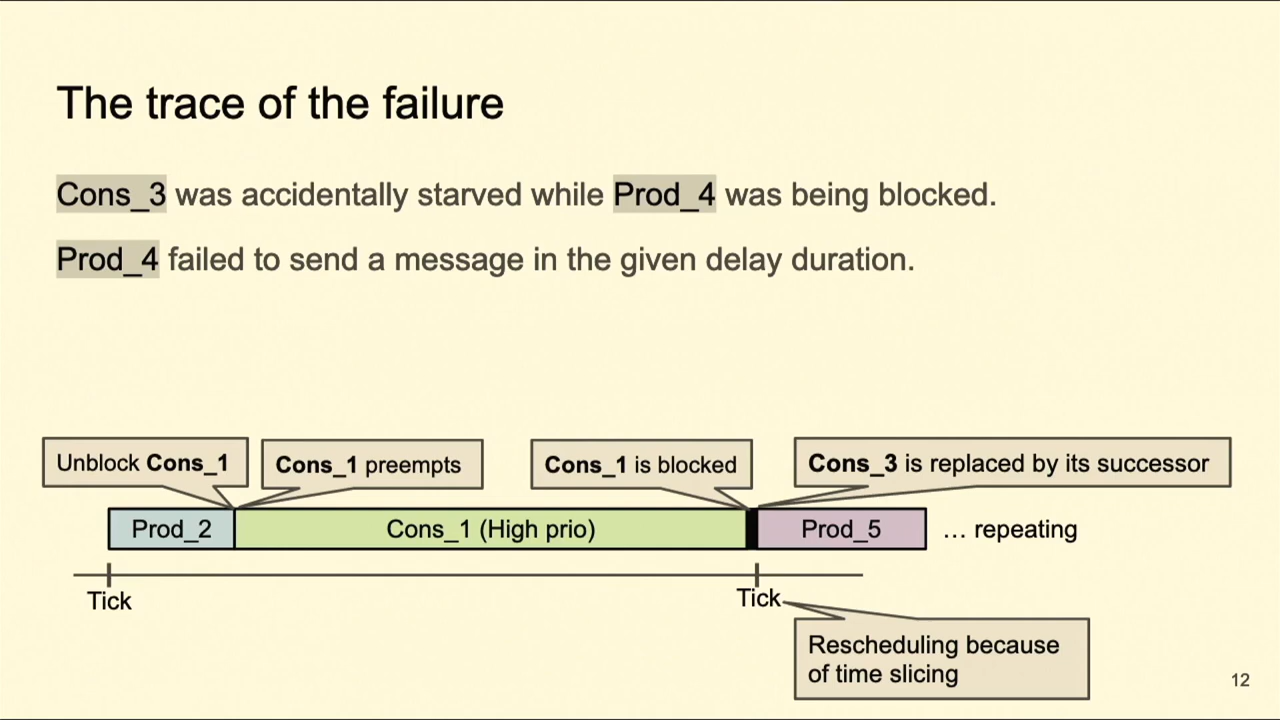 The trace of the failure
Cons_3 was accidentally starved while Prod_4 was being blocked.
Prod_4 failed to send a message in the given delay duration.
Unblock Cons_1
Cons_1 preempts
Cons_1 is blocked
Cons_3 is replaced by its successor
Prod_2
Cons_1 (High prio)
Prod_5
… repeating
Tick
Tick
Rescheduling because
of time slicing
12